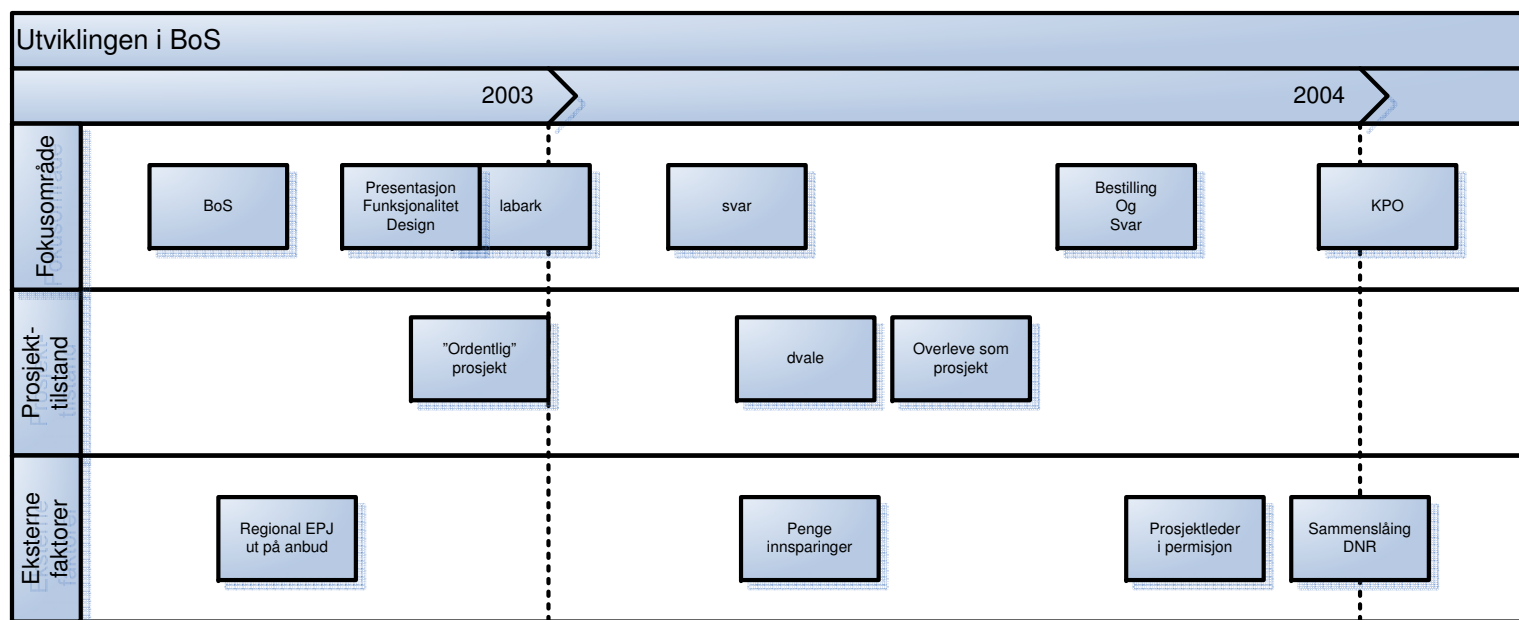 Utviklingen i BoS
2003
2004
Fokusområde
BoS
Presentasjon
Funksjonalitet
Design
labark
svar
Bestilling
Og
Svar
KPO
Prosjekt-
tilstand
"Ordentlig"
prosjekt
dvale
Overleve som
prosjekt
Eksterne
faktorer
Regional EPJ
ut på anbud
Penge
innsparinger
Prosjektleder
i permisjon
Sammenslåing
DNR